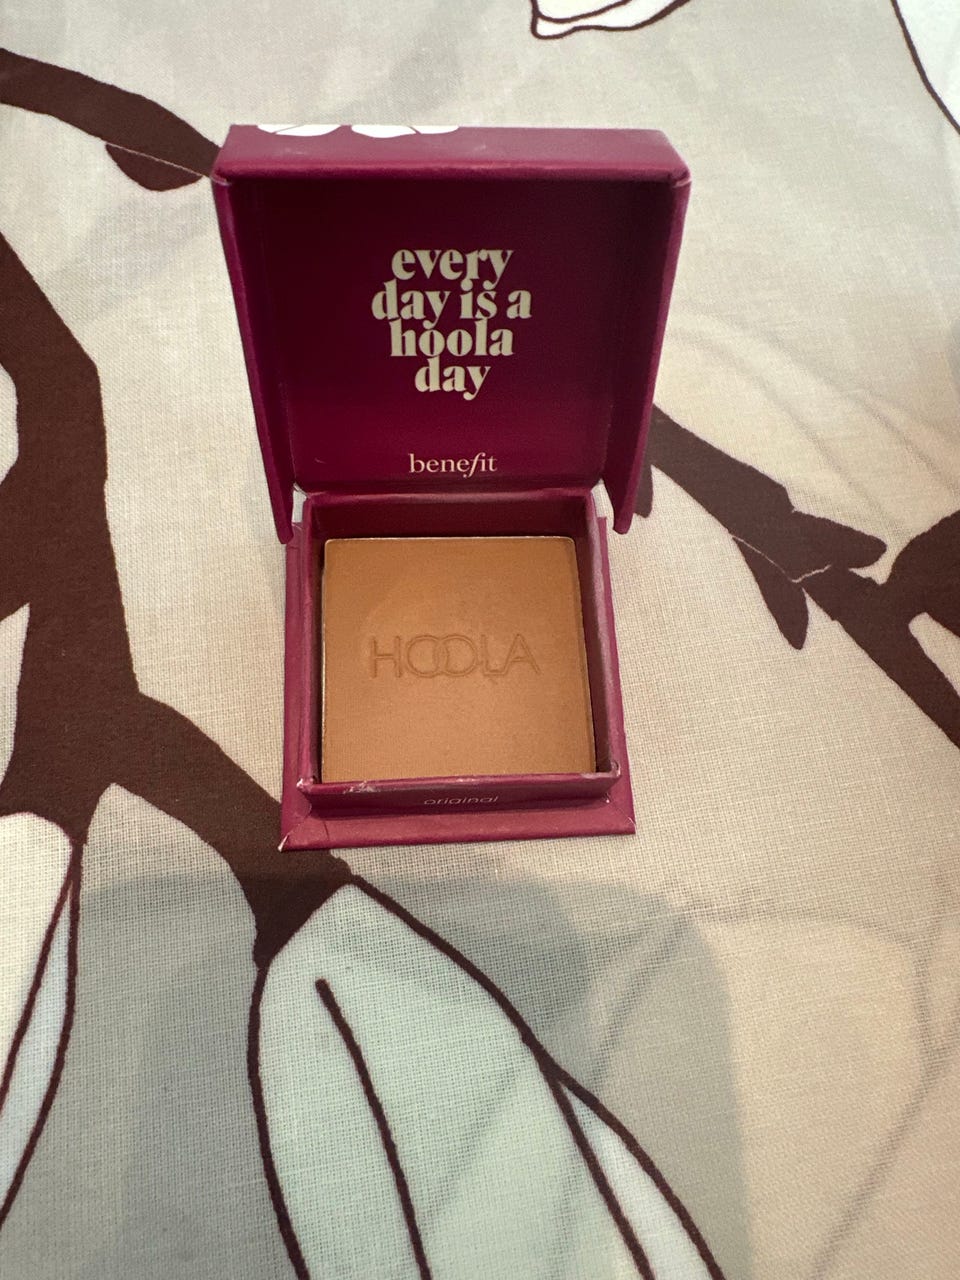 every
day is a
hoola
day
benefit
HOOLA
original